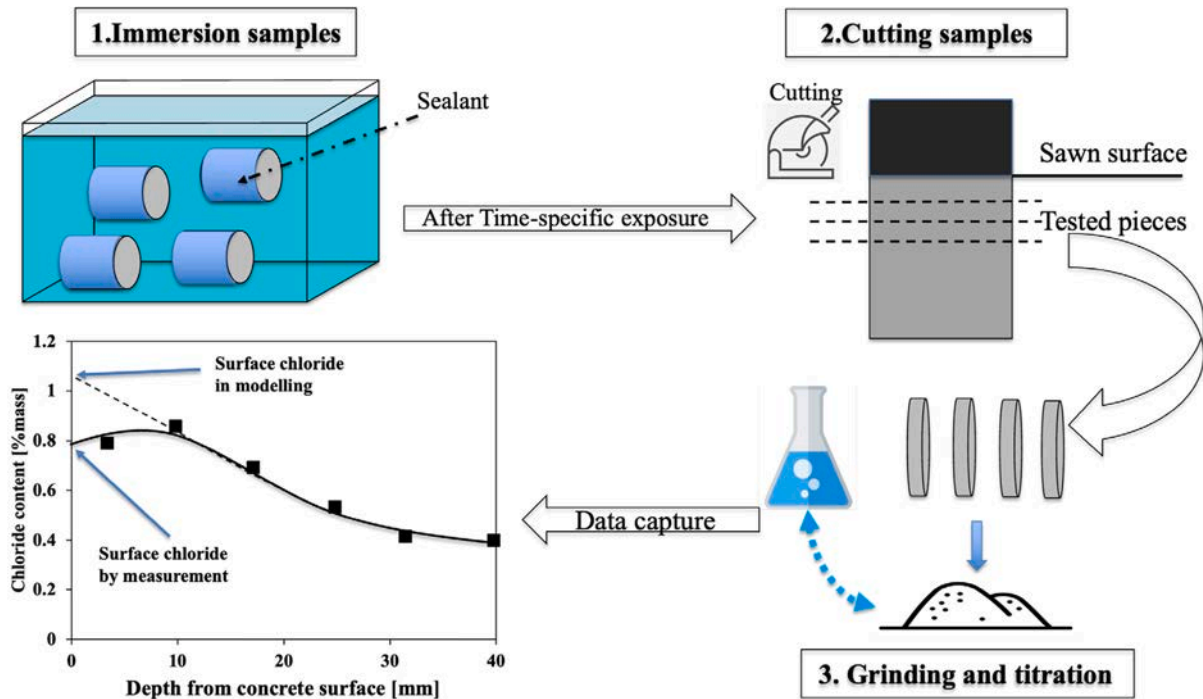 1.Immersion samples
Sealant
After Time-specific exposure
2.Cutting samples
Cutting
Sawn surface
Tested pieces
3. Grinding and titration
Data capture
Chloride content [%mass]
1.2
1
0.8
0.6
0.4
0.2
0
0
10
20
30
40
Depth from concrete surface [mm]
Surface chloride
in modelling
Surface chloride
by measurement